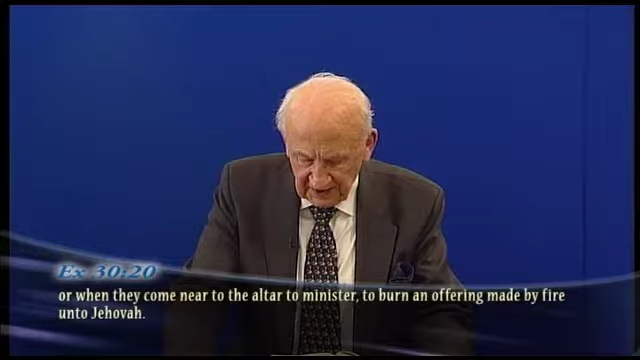 Ex 30:20
or when they come near to the altar to minister, to burn an offering made by fire
unto Jehovah.